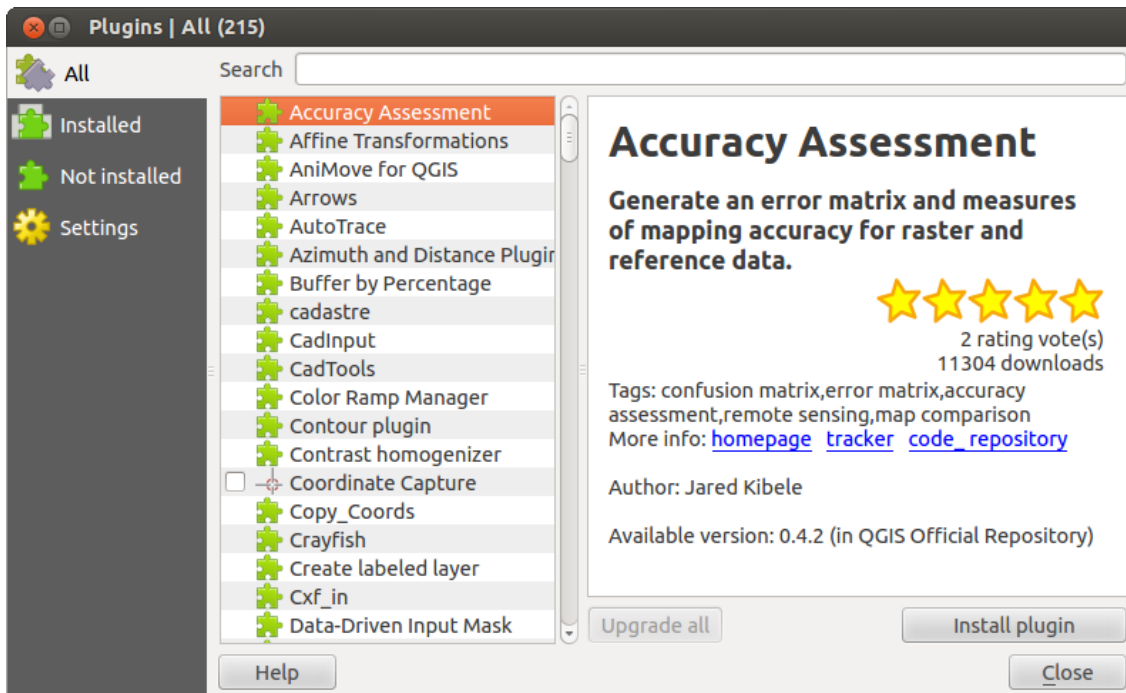 Plugins | All (215)
All
Installed
Not installed
Settings
Search
Accuracy Assessment
Affine Transformations
AniMove for QGIS
Arrows
AutoTrace
Azimuth and Distance Plugin
Buffer by Percentage
cadastre
CadInput
CadTools
Color Ramp Manager
Contour plugin
Contrast homogenizer
Coordinate Capture
Copy_Coords
Crayfish
Create labeled layer
Cxf_in
Data-Driven Input Mask
Accuracy Assessment
Generate an error matrix and measures
of mapping accuracy for raster and
reference data.
2 rating vote(s)
11304 downloads
Tags: confusion matrix,error matrix,accuracy
assessment,remote sensing,map comparison
More info: homepage tracker code_repository
Author: Jared Kibele
Available version: 0.4.2 (in QGIS Official Repository)
Upgrade all
Install plugin
Help
Close